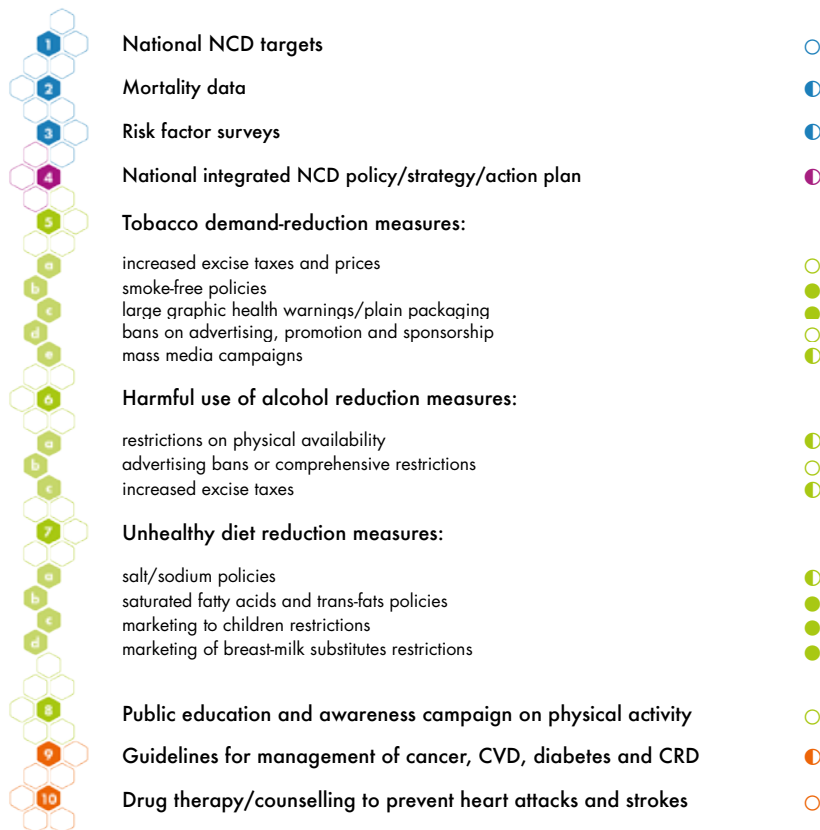 1 National NCD targets
2 Mortality data
3 Risk factor surveys
4 National integrated NCD policy/strategy/action plan
5 Tobacco demand-reduction measures:
a increased excise taxes and prices
b smoke-free policies
c large graphic health warnings/plain packaging
d bans on advertising, promotion and sponsorship
e mass media campaigns
6 Harmful use of alcohol reduction measures:
a restrictions on physical availability
b advertising bans or comprehensive restrictions
c increased excise taxes
7 Unhealthy diet reduction measures:
a salt/sodium policies
b saturated fatty acids and trans-fats policies
c marketing to children restrictions
d marketing of breast-milk substitutes restrictions
8 Public education and awareness campaign on physical activity
9 Guidelines for management of cancer, CVD, diabetes and CRD
10 Drug therapy/counselling to prevent heart attacks and strokes